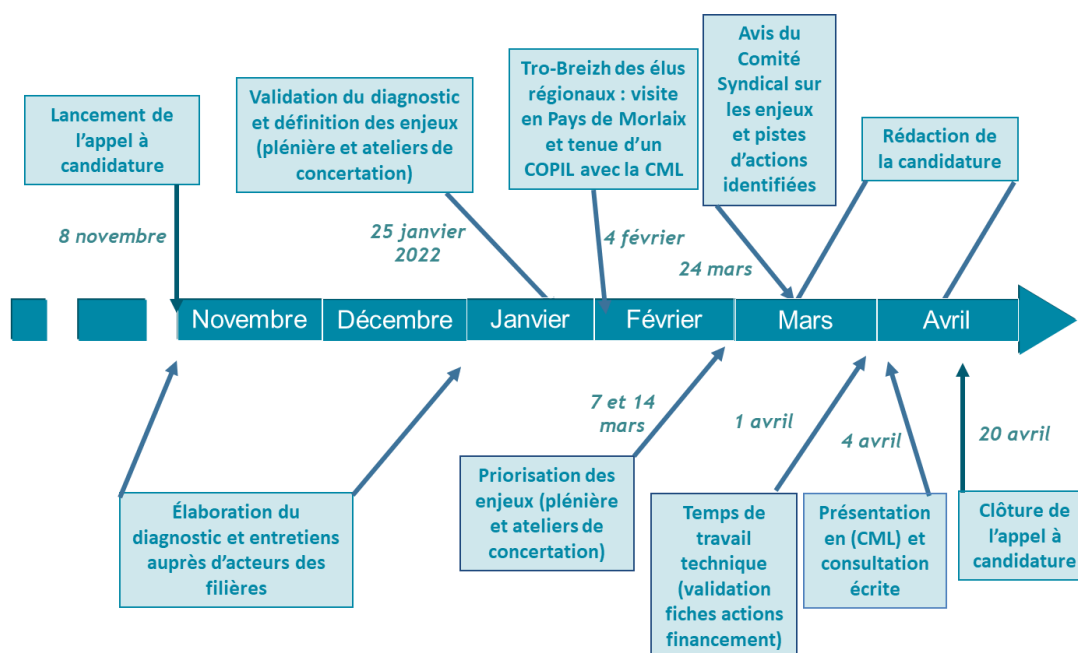 Lancement de
l'appel à
candidature
8 novembre
Validation du diagnostic
et définition des enjeux
(plénière et ateliers de
concertation)
25 janvier
2022
Tro-Breizh des élus
régionaux : visite
en Pays de Morlaix
et tenue d'un
COPIL avec la CML
4 février
Avis du
Comité
Syndical sur
les enjeux
et pistes
d'actions
identifiées
24 mars
Rédaction de
la candidature
Novembre
Décembre
Janvier
Février
Mars
Avril
Élaboration du
diagnostic et entretiens
auprès d'acteurs des
filières
7 et 14
mars
Priorisation des
enjeux (plénière
et ateliers de
concertation)
1 avril
Temps de
travail
technique
(validation
fiches actions
financement)
4 avril
Présentation
en (CML) et
consultation
écrite
20 avril
Clôture de
l'appel à
candidature